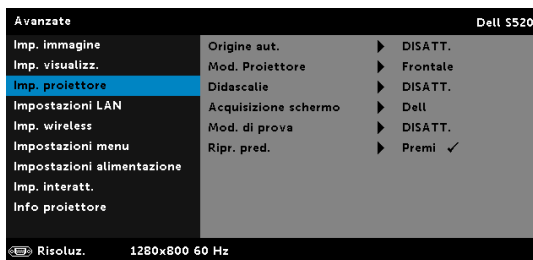 Avanzate Dell S520
Imp. immagine
Imp. visualizz.
Imp. proiettore
Impostazioni LAN
Imp. wireless
Impostazioni menu
Impostazioni alimentazione
Imp. interatt.
Info proiettore
Origine aut. DISATT.
Mod. Proiettore Frontale
Didascalie DISATT.
Acquisizione schermo Dell
Mod. di prova DISATT.
Ripr. pred. Premi ✓
Risoluz. 1280x800 60 Hz